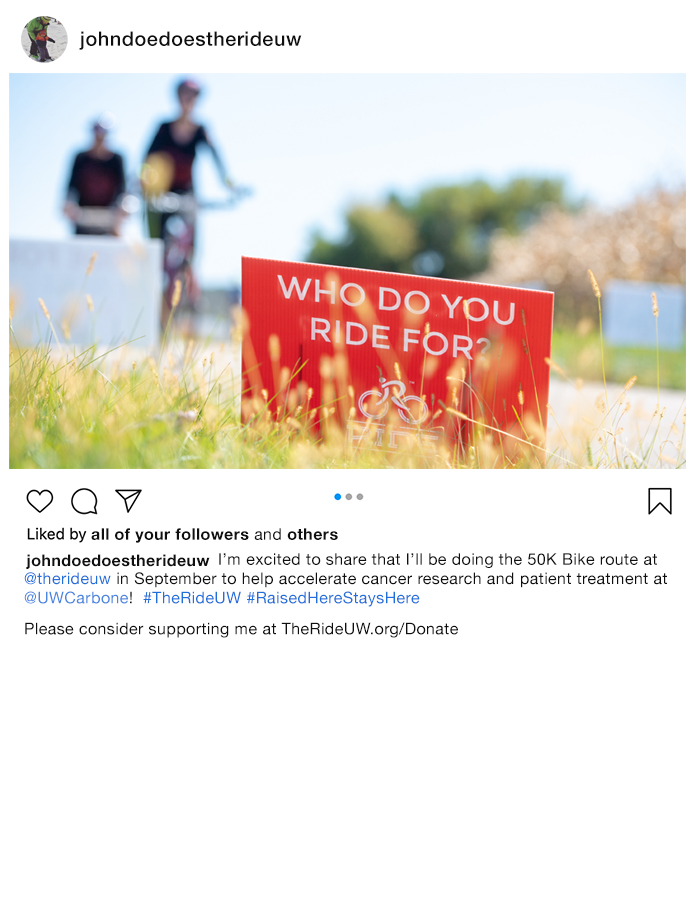 johndoedoestherideuw
WHO DO YOU
RIDE FOR?
Liked by all of your followers and others
johndoedoestherideuw I'm excited to share that I'll be doing the 50K Bike route at
@therideuw in September to help accelerate cancer research and patient treatment at
@UWCarbone! #TheRideUW #RaisedHereStaysHere
Please consider supporting me at TheRideUW.org/Donate